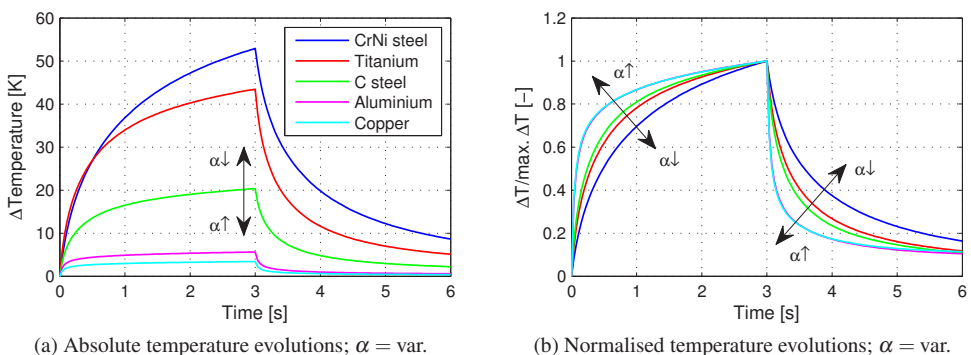 ΔTemperature [K]
60
50
40
30
20
10
0
0 1 2 3 4 5 6
Time [s]
CrNi steel
Titanium
C steel
Aluminium
Copper
α↓
α↑
(a) Absolute temperature evolutions; α = var.
ΔT/max. ΔT [-]
1.2
1
0.8
0.6
0.4
0.2
0
0 1 2 3 4 5 6
Time [s]
α↑
α↓
α↓
α↑
(b) Normalised temperature evolutions; α = var.